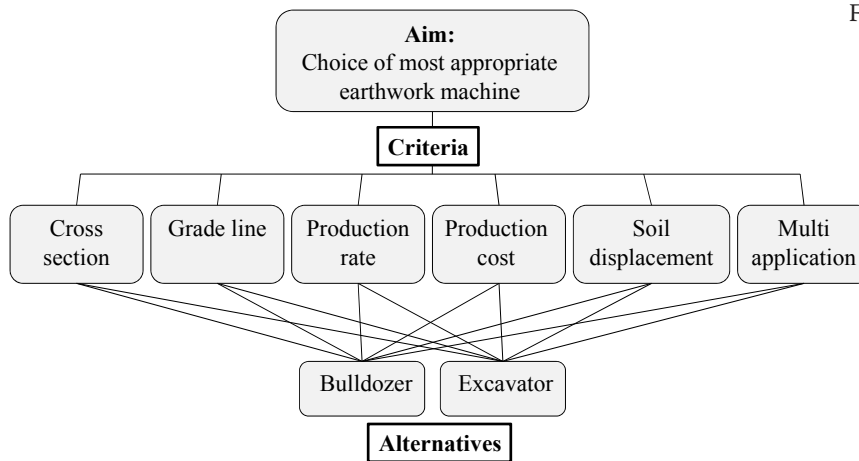 F
Aim:
Choice of most appropriate
earthwork machine
Criteria
Cross
section
Grade line
Production
rate
Production
cost
Soil
displacement
Multi
application
Bulldozer
Excavator
Alternatives